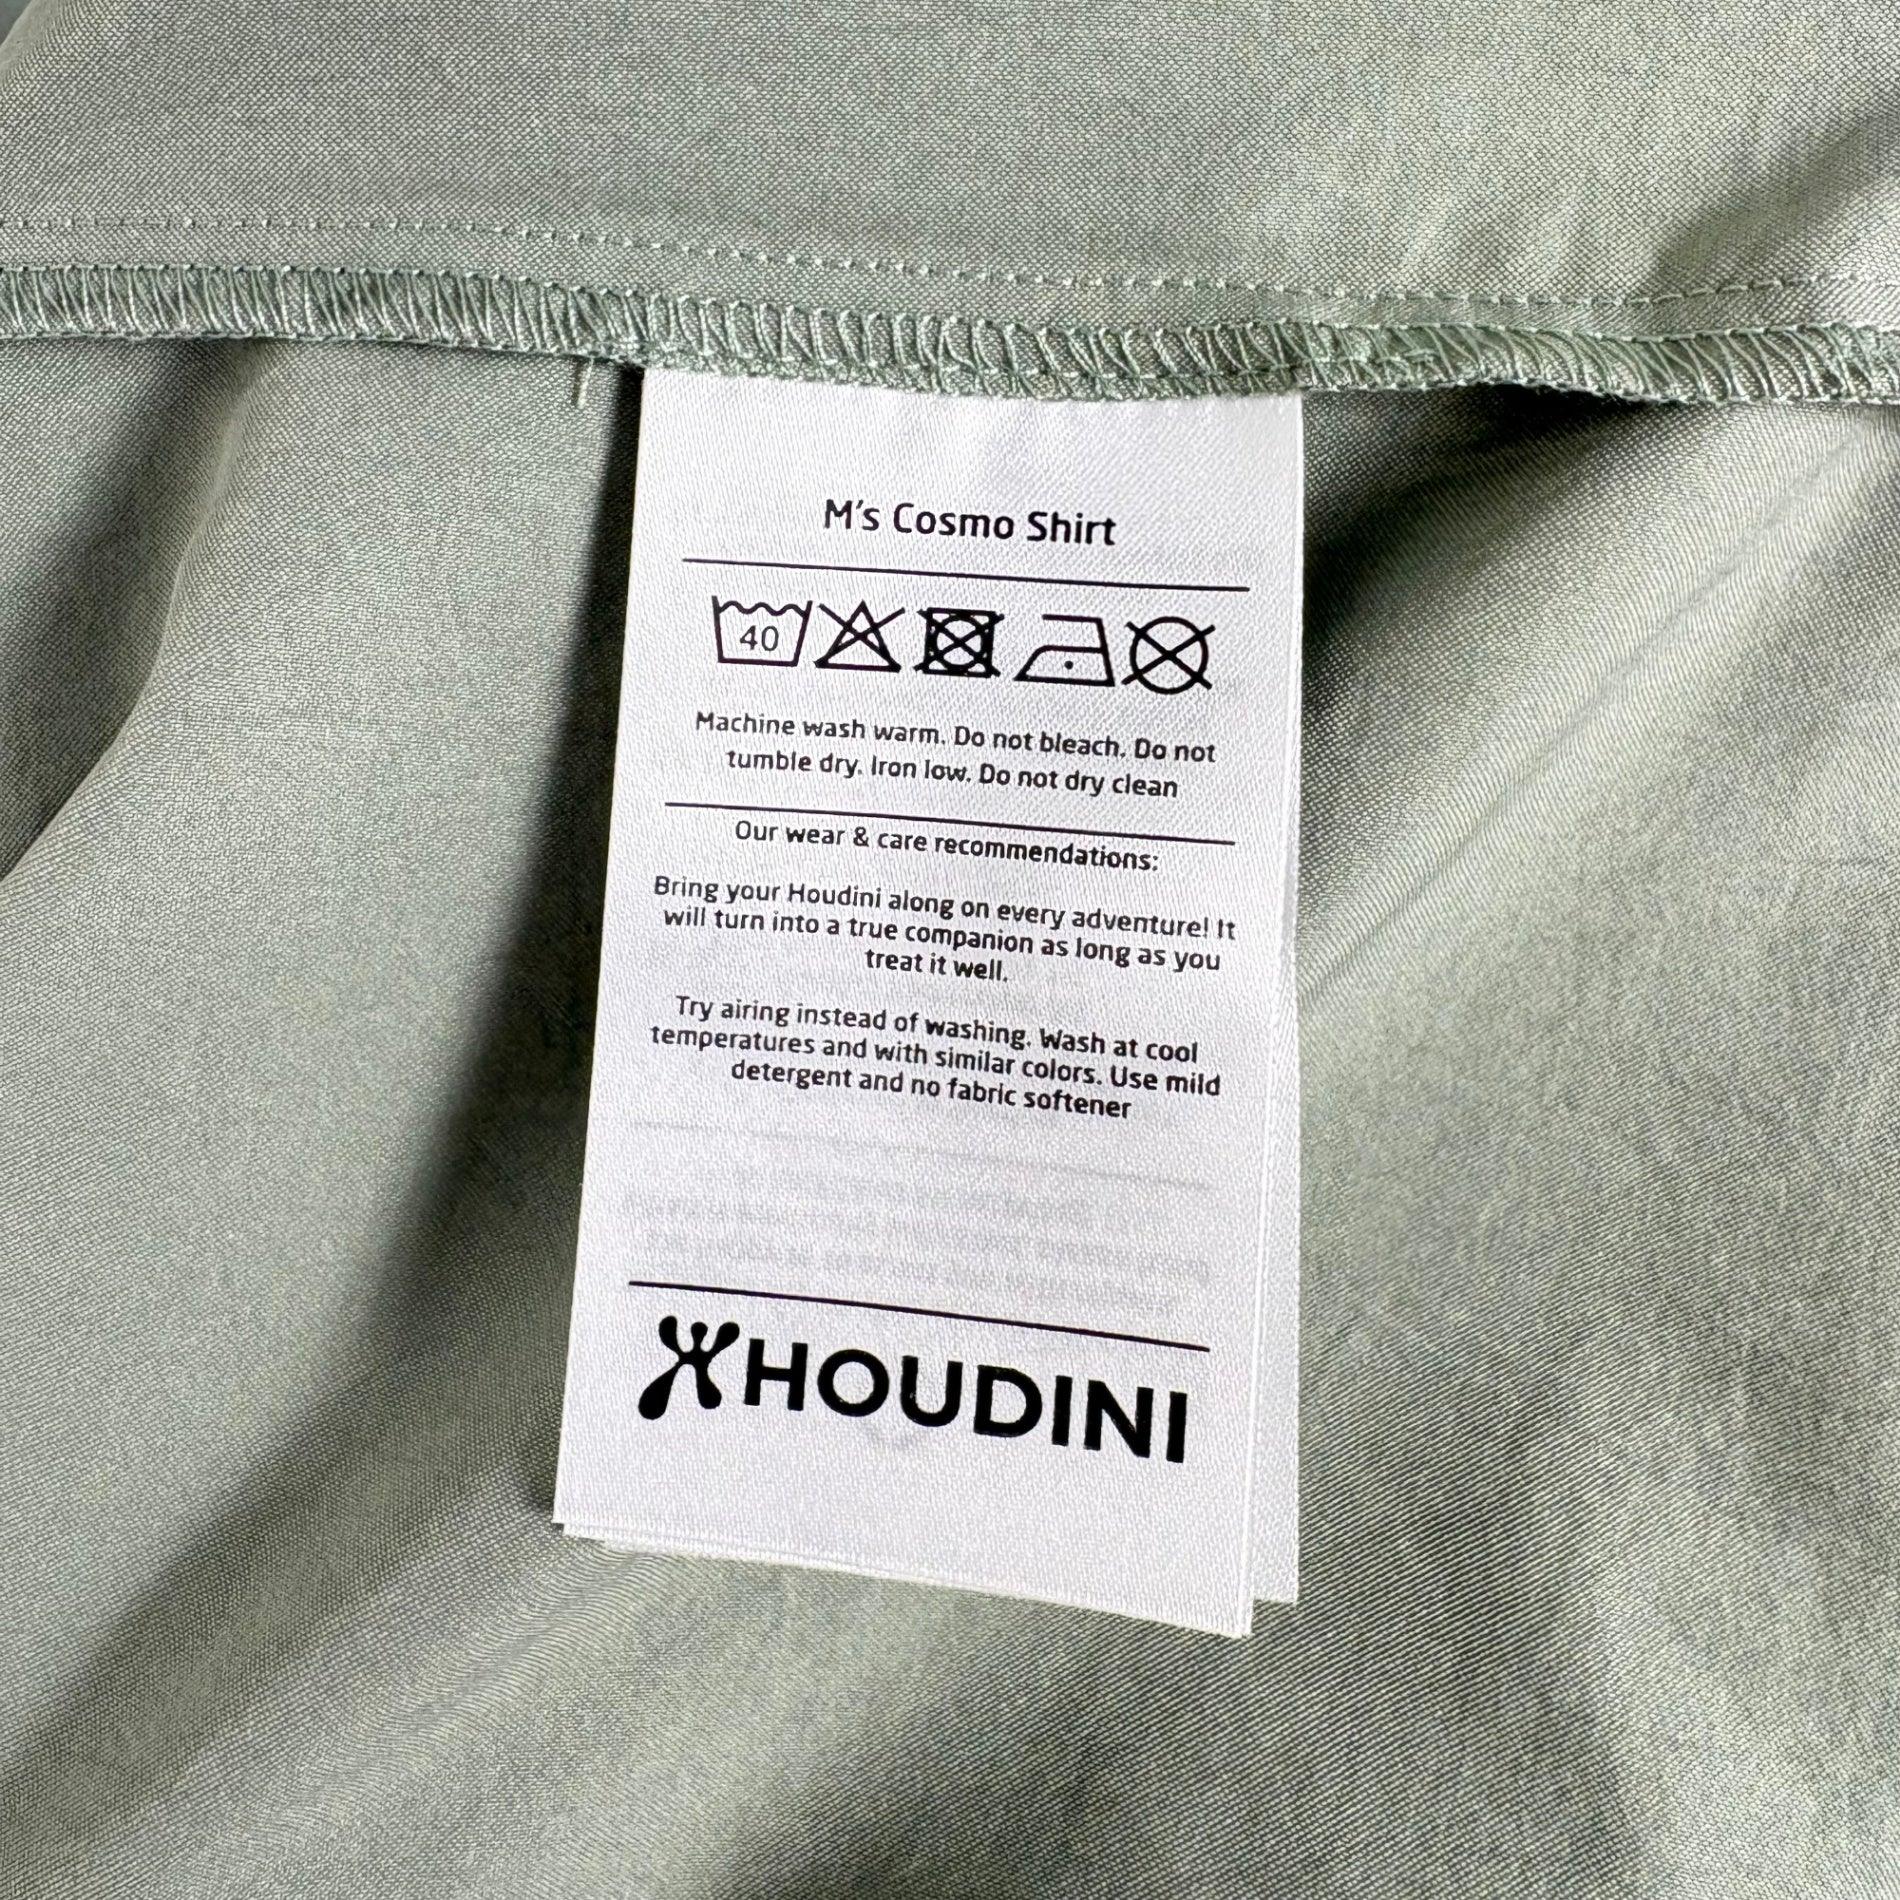 M's Cosmo Shirt
40
Machine wash warm. Do not bleach. Do not
tumble dry. Iron low. Do not dry clean
Our wear & care recommendations:
Bring your Houdini along on every adventure! It
will turn into a true companion as long as you
treat it well.
Try airing instead of washing. Wash at cool
temperatures and with similar colors. Use mild
detergent and no fabric softener
HOUDINI